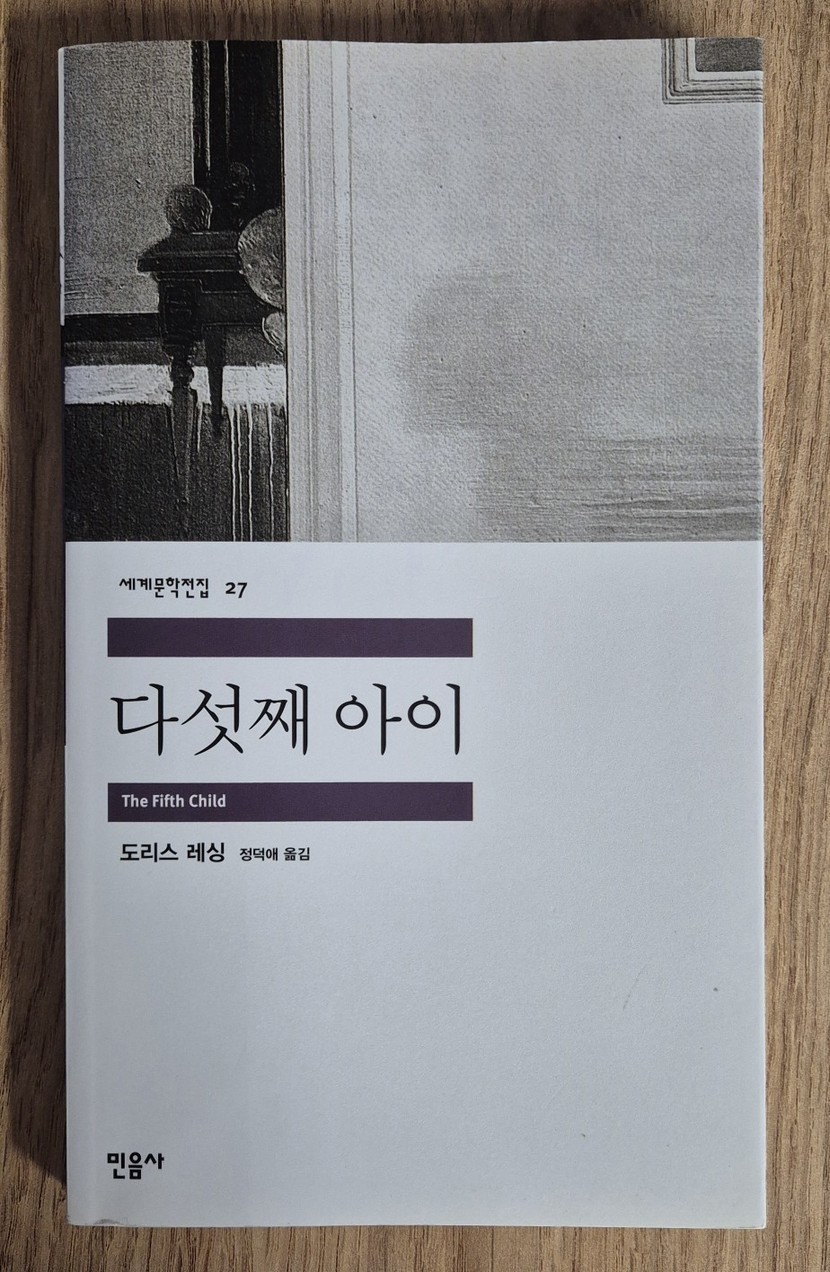 세계문학전집 27
다섯째 아이
The Fifth Child
도리스 레싱 정덕애 옮김
민음사